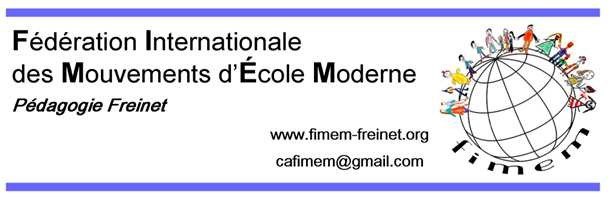 Fédération Internationale
des Mouvements d'École Moderne
Pédagogie Freinet
www.fimem-freinet.org
cafimem@gmail.com
fimem